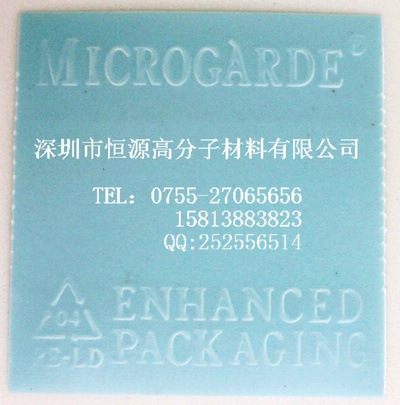 MICROGARDE®
深圳市恒源高分子材料有限公司
TEL：0755-27065656
15813883823
QQ:252556514
ENHANCED
04
PE-LD
PACKAGING